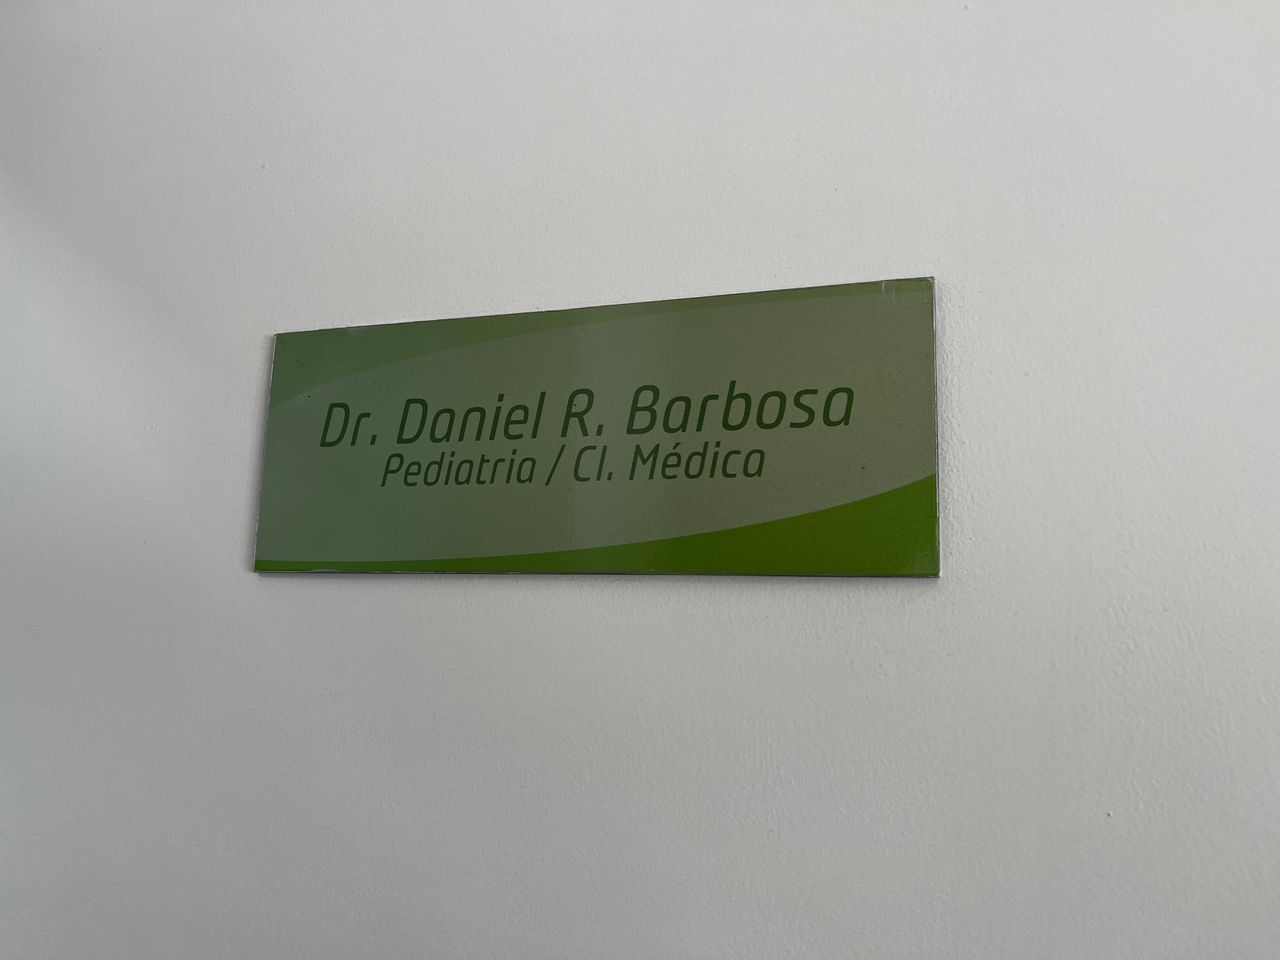 Dr. Daniel R. Barbosa
Pediatria / Cl. Médica